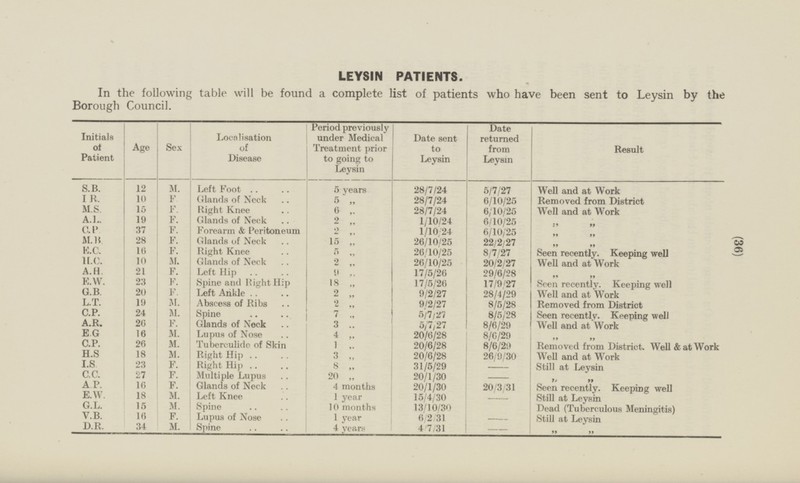 LEYSIN PATIENTS.
In the following table will be found a complete list of patients who have been sent to Leysin by the
Borough Council.
Initials of Patient | Age | Sex | Localisation of Disease | Period previously under Medical Treatment prior to going to Leysin | Date sent to Leysin | Date returned from Leysin | Result
S.B. | 12 | M. | Left Foot .. .. | 5 years | 28/7/24 | 5/7/27 | Well and at Work
I R. | 10 | F | Glands of Neck .. | 5 ,, | 28/7/24 | 6/10/25 | Removed from District
M.S. | 15 | F. | Right Knee .. | 6 ,, | 28/7/24 | 6/10/25 | Well and at Work
A.L. | 19 | F. | Glands of Neck .. | 2 ,, | 1/10/24 | 6/10/25 | ,, ,,
C.P | 37 | F. | Forearm & Peritoneum | 2 ,, | 1/10/24 | 6/10/25 | ,, ,,
M.B | 28 | F. | Glands of Neck .. | 15 ,, | 26/10/25 | 22/2/27 | ,, ,,
E.C. | 16 | F. | Right Knee .. | 5 ,, | 26/10/25 | 8/7/27 | Seen recently. Keeping well
H.C. | 10 | M. | Glands of Neck .. | 2 ,, | 26/10/25 | 20/2/27 | Well and at Work
A.H. | 21 | F. | Left Hip .. .. | 9 ,, | 17/5/26 | 29/6/28 | ,, ,,
E.W. | 23 | F. | Spine and Right Hip | 18 ,, | 17/5/26 | 17/9/27 | Seen recently. Keeping well
G.B. | 20 | F | Left Ankle .. .. | 2 ,, | 9/2/27 | 28/4/29 | Well and at Work
L.T. | 19 | M. | Abscess of Ribs .. | 2 ,, | 9/2/27 | 8/5/28 | Removed from District
C.P. | 24 | M. | Spine .. .. | 7 ,, | 5/7/27 | 8/5/28 | Seen recently. Keeping well
A.R. | 26 | F. | Glands of Neck .. | 3 ,, | 5/7/27 | 8/6/29 | Well and at Work
E.G | 16 | M. | Lupus of Nose .. | 4 ,, | 20/6/28 | 8/6/29 | ,, ,,
C.P. | 26 | M. | Tuberculide of Skin | 1 ,, | 20/6/28 | 8/6/29 | Removed from District. Well & at Work
H.S | 18 | M. | Right Hip .. .. | 3 ,, | 20/6/28 | 26/9/30 | Well and at Work
I.S | 23 | F. | Right Hip .. .. | 8 ,, | 31/5/29 | — | Still at Leysin
C.C. | 27 | F. | Multiple Lupus .. | 20 ,, | 20/1/30 | — | ,, ,,
A P. | 16 | F. | Glands of Neck .. | 4 months | 20/1/30 | 20/3/31 | Seen recently. Keeping well
E.W. | 18 | M. | Left Knee .. | 1 year | 15/4/30 | — | Still at Leysin
G.L. | 15 | M. | Spine .. .. | 10 months | 13/10/30 | | Dead (Tuberculous Meningitis)
V.B. | 16 | F. | Lupus of Nose .. | 1 year | 6/2/31 | — | Still at Leysin
D.R. | 34 | M. | Spine .. .. | 4 years | 4/7/31 | — | ,, ,,
(36)